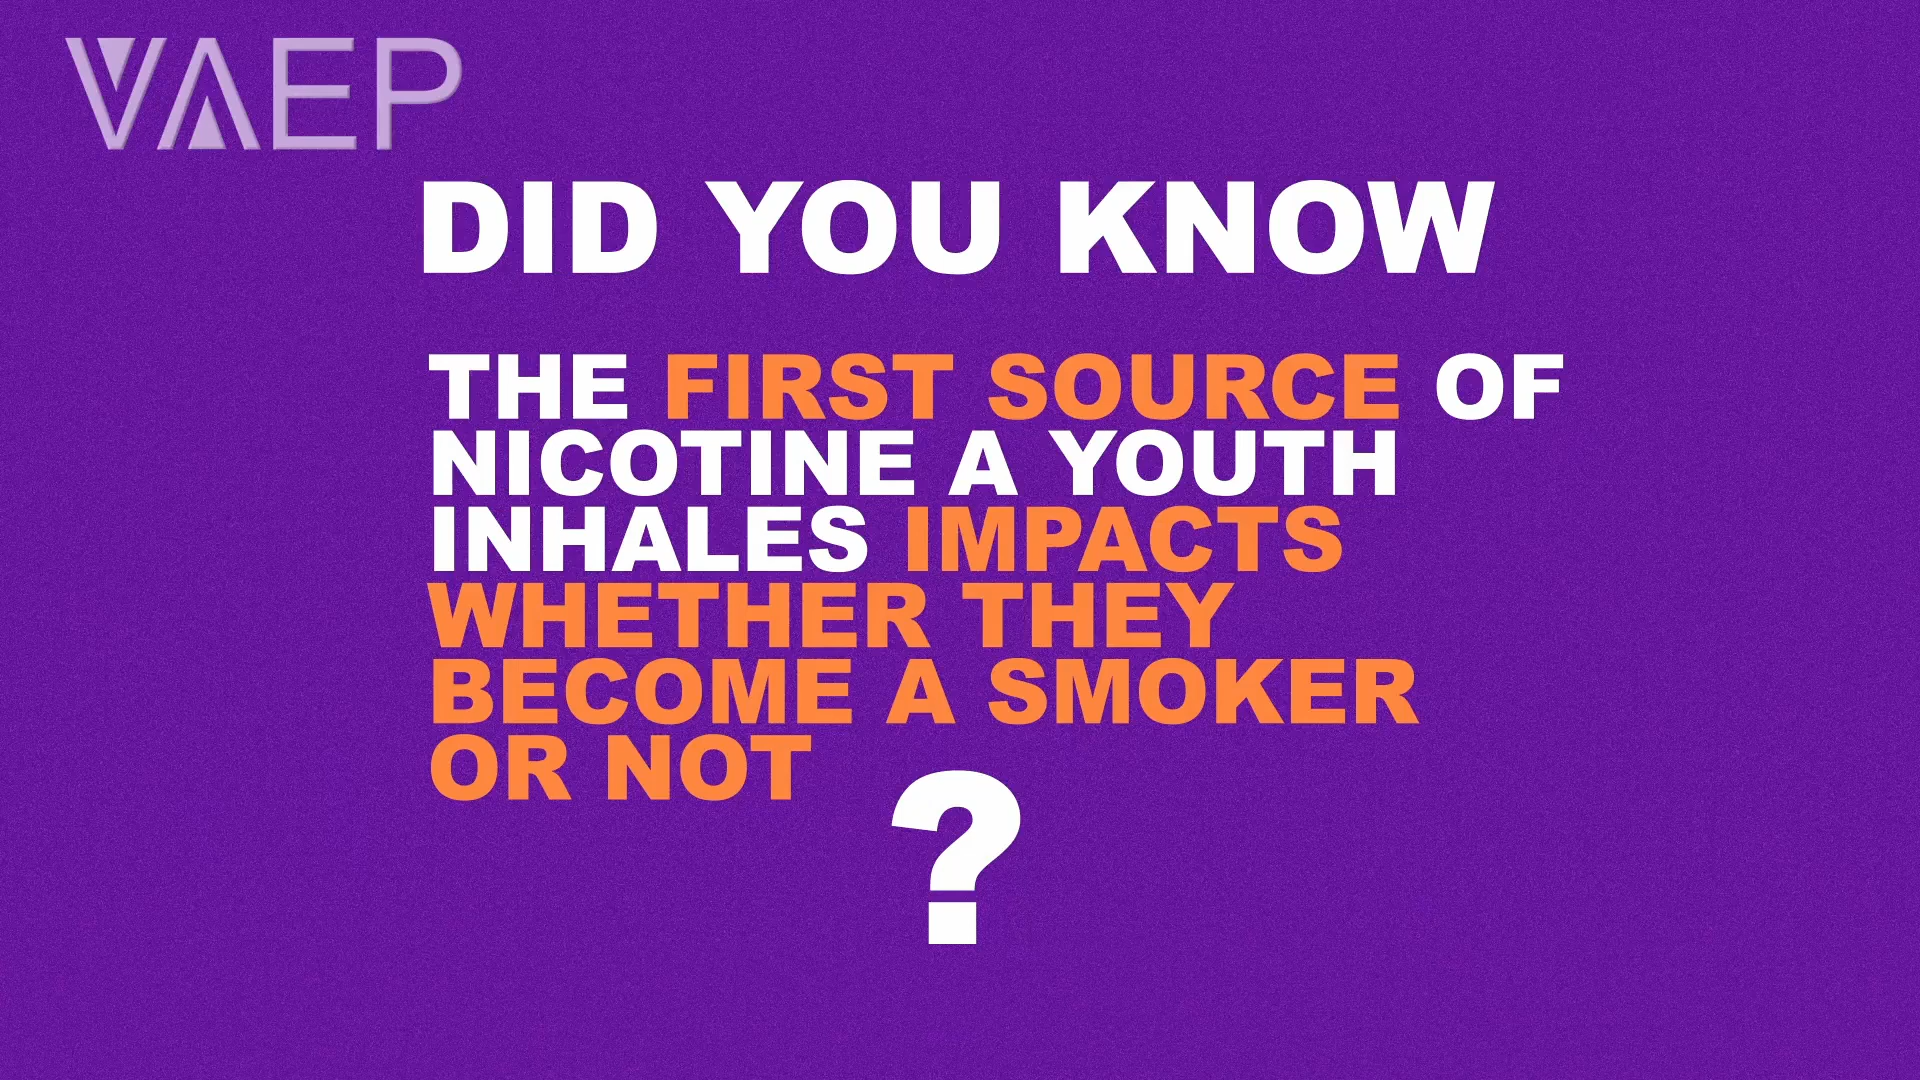 VAEP
DID YOU KNOW
THE FIRST SOURCE OF
NICOTINE A YOUTH
INHALES IMPACTS
WHETHER THEY
BECOME A SMOKER
OR NOT
?